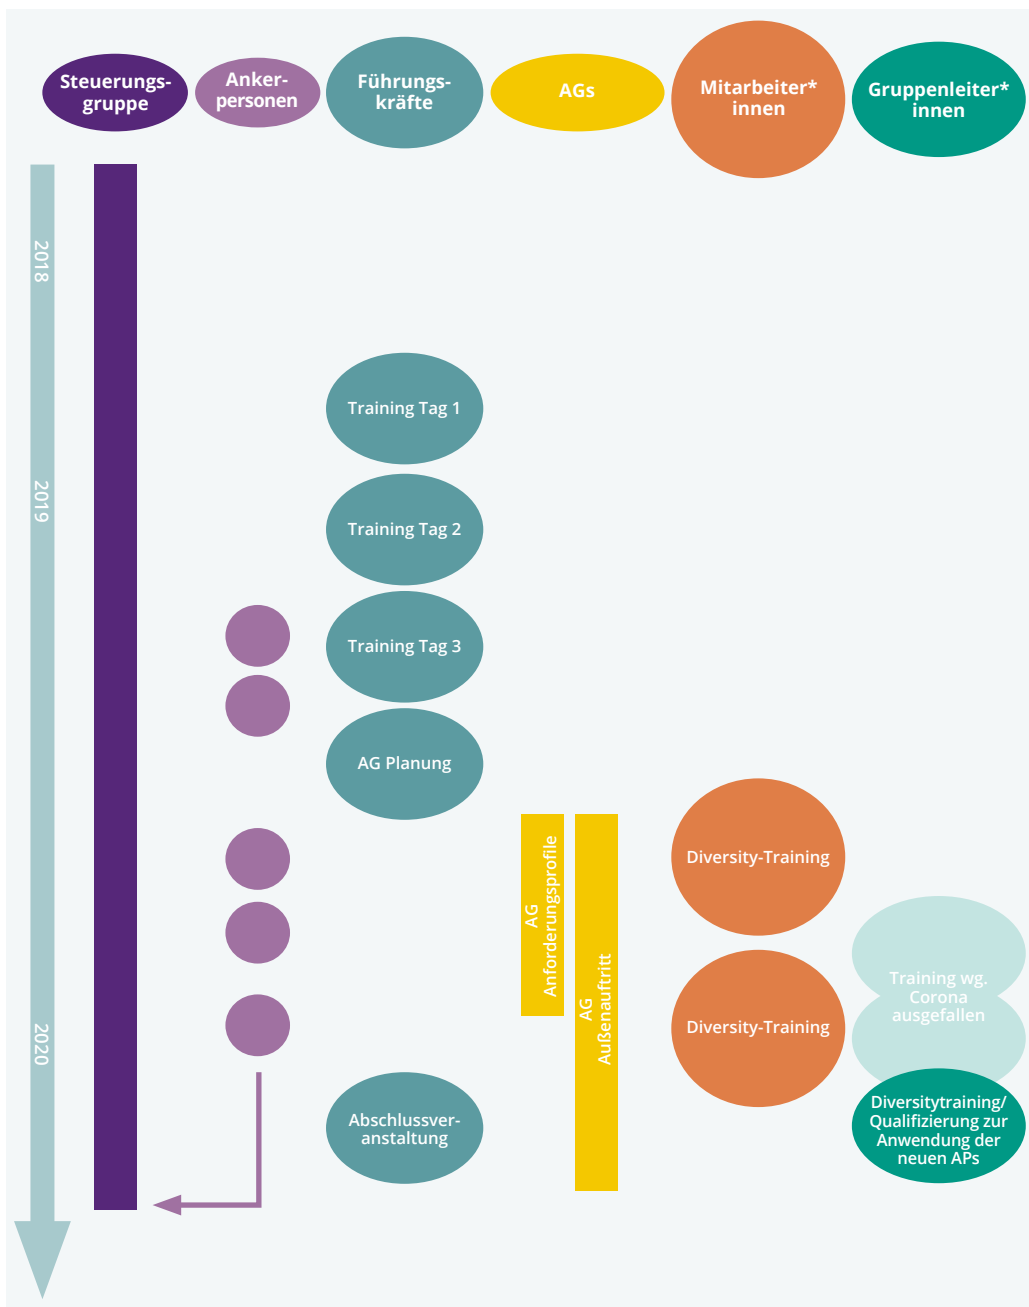 Steuerungs-
gruppe
Anker-
personen
Führungs-
kräfte
AGs
Mitarbeiter*
innen
Gruppenleiter*
innen
2018
Training Tag 1
2019
Training Tag 2
Training Tag 3
AG Planung
AG
Anforderungsprofile
AG
Außenauftritt
Diversity-Training
Training wg.
Corona
ausgefallen
Diversity-Training
2020
Abschlussver-
anstaltung
Diversitytraining/
Qualifizierung zur
Anwendung der
neuen APs